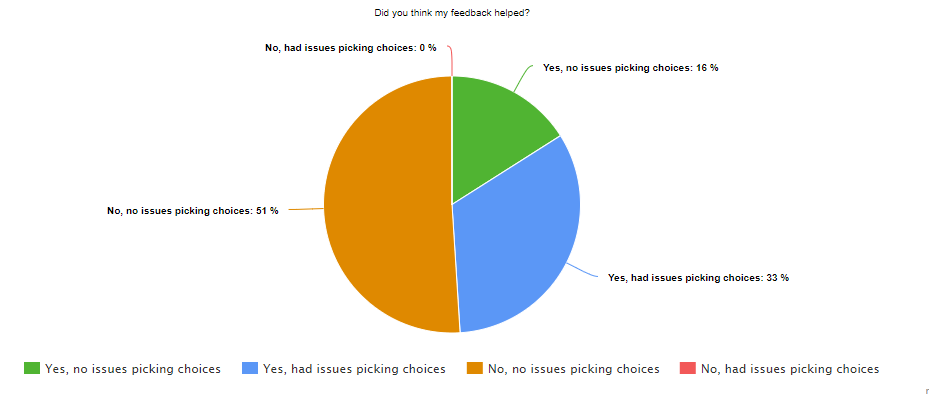 Did you think my feedback helped?
No, had issues picking choices: 0 %
Yes, no issues picking choices: 16 %
No, no issues picking choices: 51 %
Yes, had issues picking choices: 33 %
Yes, no issues picking choices Yes, had issues picking choices No, no issues picking choices No, had issues picking choices
r